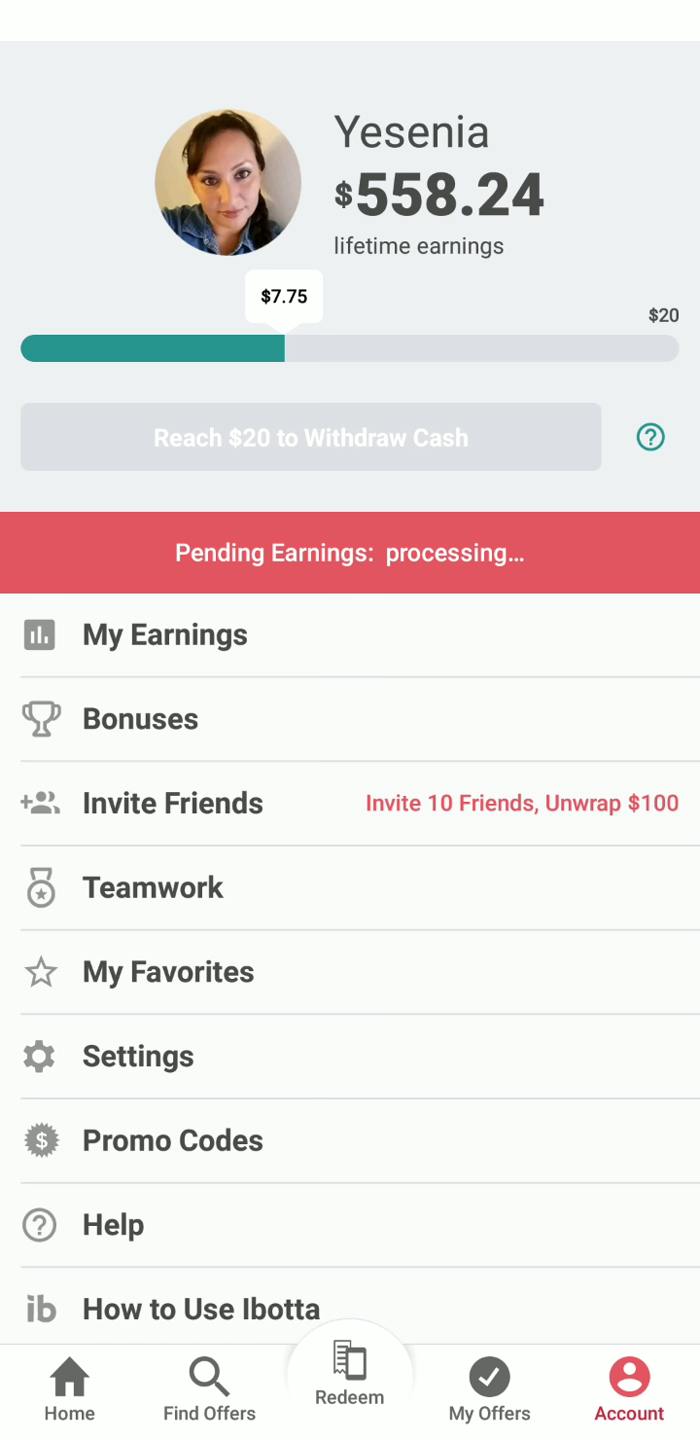 Yesenia
$558.24
lifetime earnings
$7.75
$20
Reach $20 to Withdraw Cash
?
Pending Earnings: processing...
My Earnings
Bonuses
Invite Friends Invite 10 Friends, Unwrap $100
Teamwork
My Favorites
Settings
$ Promo Codes
? Help
ib How to Use Ibotta
Home Find Offers Redeem My Offers Account